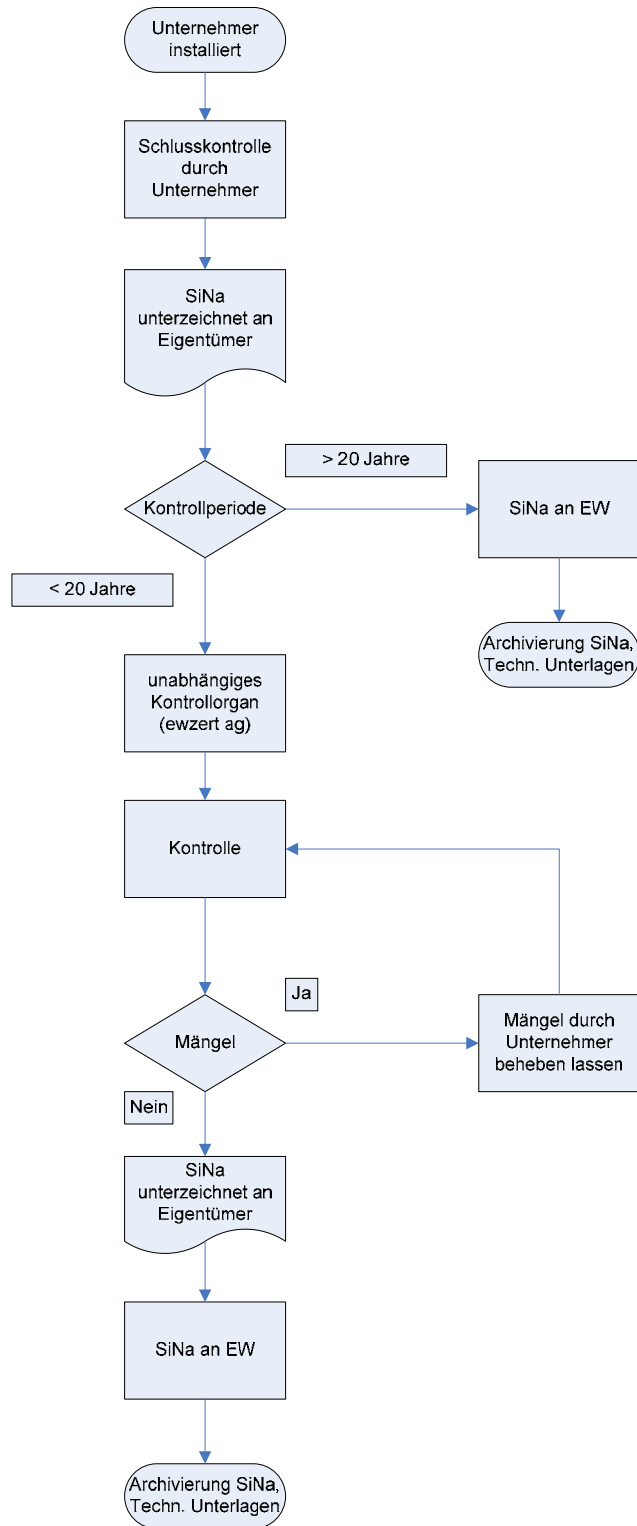 Unternehmer
installiert
Schlusskontrolle
durch
Unternehmer
SiNa
unterzeichnet an
Eigentümer
> 20 Jahre
Kontrollperiode
SiNa an EW
< 20 Jahre
Archivierung SiNa,
Techn. Unterlagen
unabhängiges
Kontrollorgan
(ewzert ag)
Kontrolle
Ja
Mängel
Mängel durch
Unternehmer
beheben lassen
Nein
SiNa
unterzeichnet an
Eigentümer
SiNa an EW
Archivierung SiNa,
Techn. Unterlagen